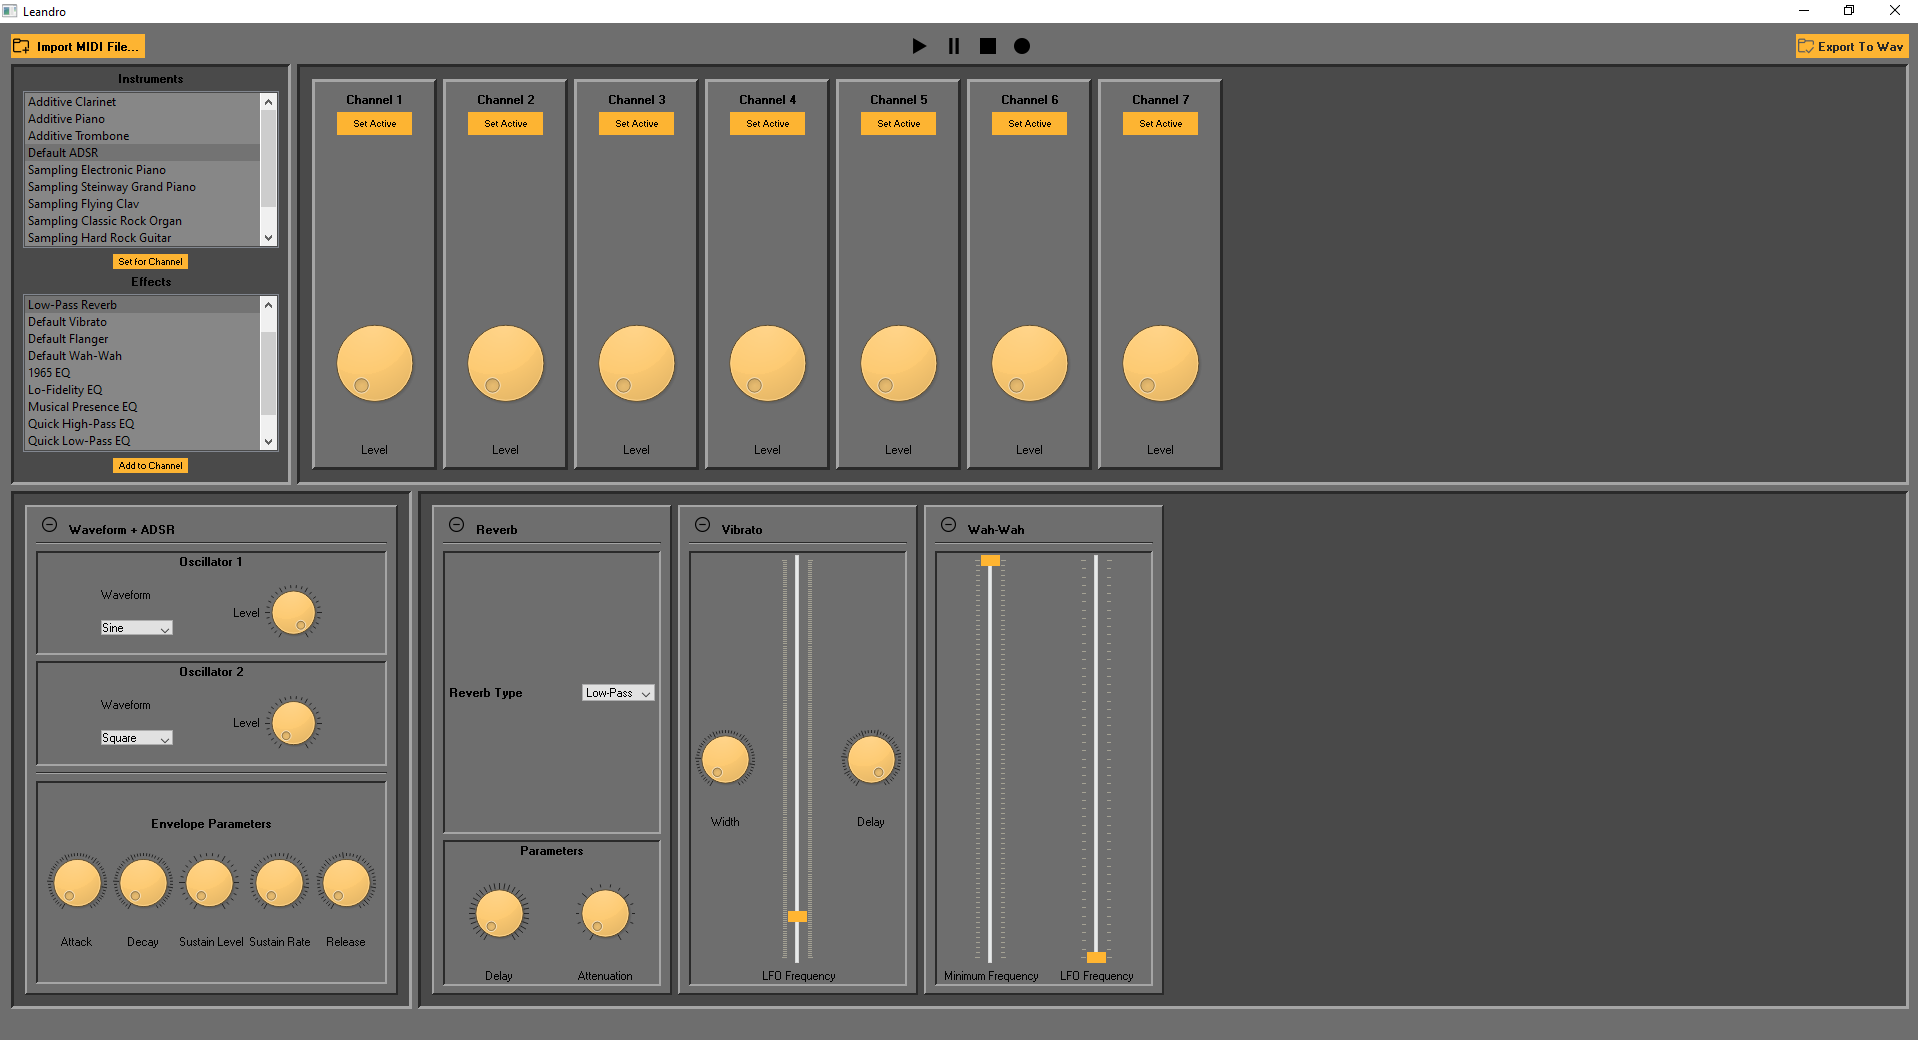 Leandro
Import MIDI File...
Export To Wav
Instruments
Additive Clarinet
Additive Piano
Additive Trombone
Default ADSR
Sampling Electronic Piano
Sampling Steinway Grand Piano
Sampling Flying Clav
Sampling Classic Rock Organ
Sampling Hard Rock Guitar
Set for Channel
Effects
Low-Pass Reverb
Default Vibrato
Default Flanger
Default Wah-Wah
1965 EQ
Lo-Fidelity EQ
Musical Presence EQ
Quick High-Pass EQ
Quick Low-Pass EQ
Add to Channel
Channel 1
Set Active
Level
Channel 2
Set Active
Level
Channel 3
Set Active
Level
Channel 4
Set Active
Level
Channel 5
Set Active
Level
Channel 6
Set Active
Level
Channel 7
Set Active
Level
Waveform + ADSR
Oscillator 1
Waveform
Sine
Level
Oscillator 2
Waveform
Square
Level
Envelope Parameters
Attack
Decay
Sustain Level
Sustain Rate
Release
Reverb
Reverb Type
Low-Pass
Parameters
Delay
Attenuation
Vibrato
Width
LFO Frequency
Delay
Wah-Wah
Minimum Frequency
LFO Frequency